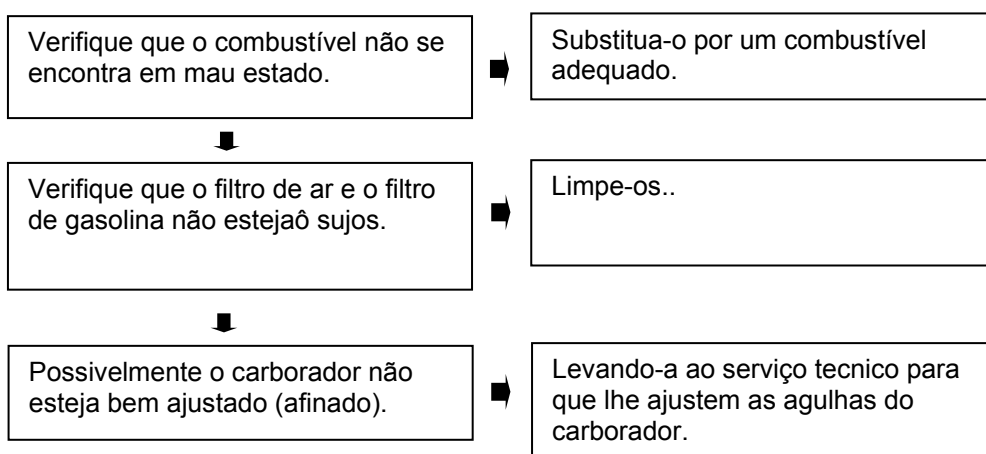 Verifique que o combustível não se
encontra em mau estado.
Substitua-o por um combustível
adequado.
Verifique que o filtro de ar e o filtro
de gasolina não estejaô sujos.
Limpe-os..
Possivelmente o carborador não
esteja bem ajustado (afinado).
Levando-a ao serviço tecnico para
que lhe ajustem as agulhas do
carborador.